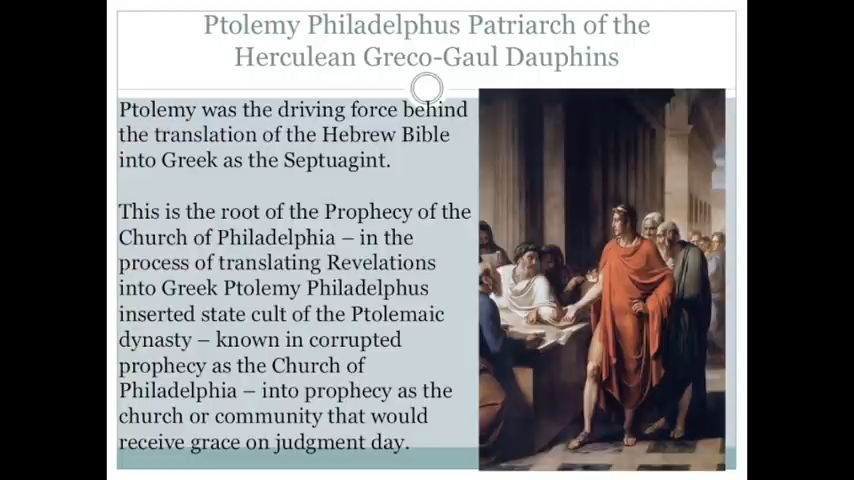 Ptolemy Philadelphus Patriarch of the
Herculean Greco-Gaul Dauphins
Ptolemy was the driving force behind
the translation of the Hebrew Bible
into Greek as the Septuagint.
This is the root of the Prophecy of the
Church of Philadelphia – in the
process of translating Revelations
into Greek Ptolemy Philadelphus
inserted state cult of the Ptolemaic
dynasty – known in corrupted
prophecy as the Church of
Philadelphia – into prophecy as the
church or community that would
receive grace on judgment day.